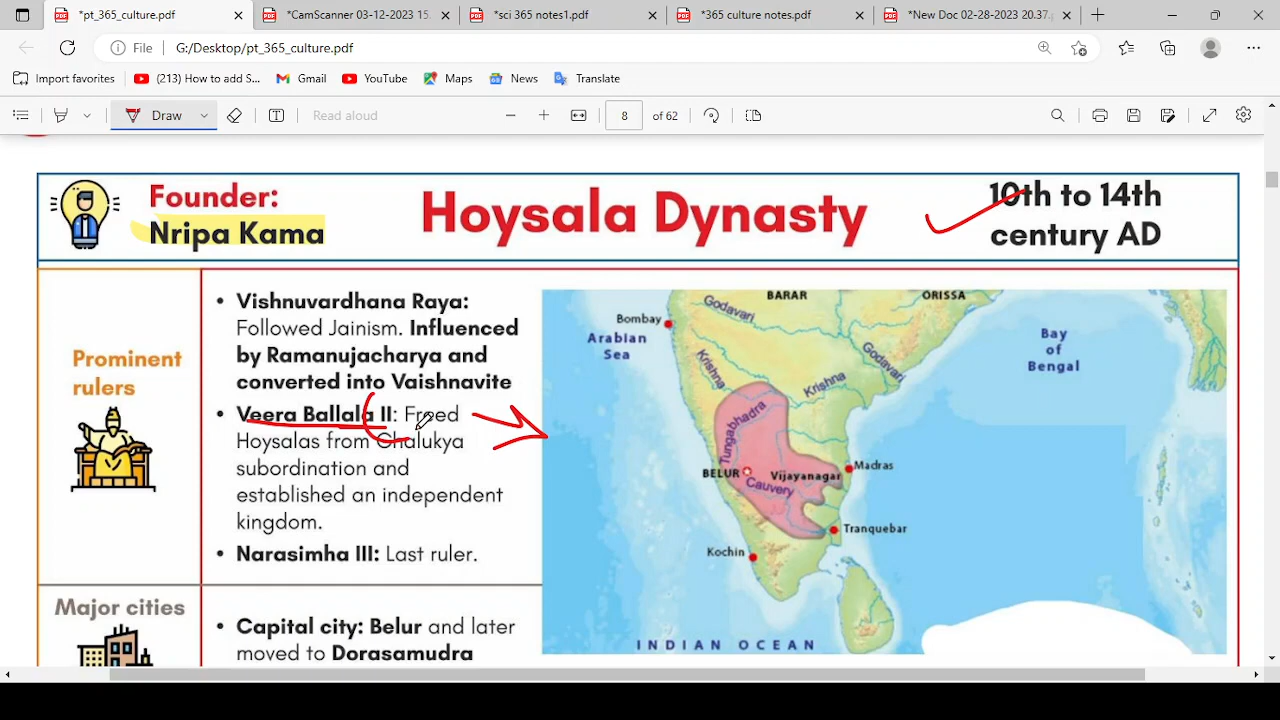 *pt_365_culture.pdf
*CamScanner 03-12-2023 15.
*sci 365 notes1.pdf
*365 culture notes.pdf
*New Doc 02-28-2023 20.37.p
File G:/Desktop/pt_365_culture.pdf
Import favorites
(213) How to add S...
Gmail
YouTube
Maps
News
Translate
Draw
Read aloud
8 of 62
Founder:
Nripa Kama
Hoysala Dynasty
10th to 14th
century AD
Prominent
rulers
• Vishnuvardhana Raya:
Followed Jainism. Influenced
by Ramanujacharya and
converted into Vaishnavite
• Veera Ballala II: Freed
Hoysalas from Chalukya
subordination and
established an independent
kingdom.
• Narasimha III: Last ruler.
BARAR
ORISSA
Godavari
Bombay
Arabian
Sea
Bay
of
Bengal
Krishna
Godavari
Krishna
Tungabhadra
BELUR
Vijayanagar
Madras
Cauvery
Tranquebar
Kochin
INDIAN OCEAN
Major cities
• Capital city: Belur and later
moved to Dorasamudra